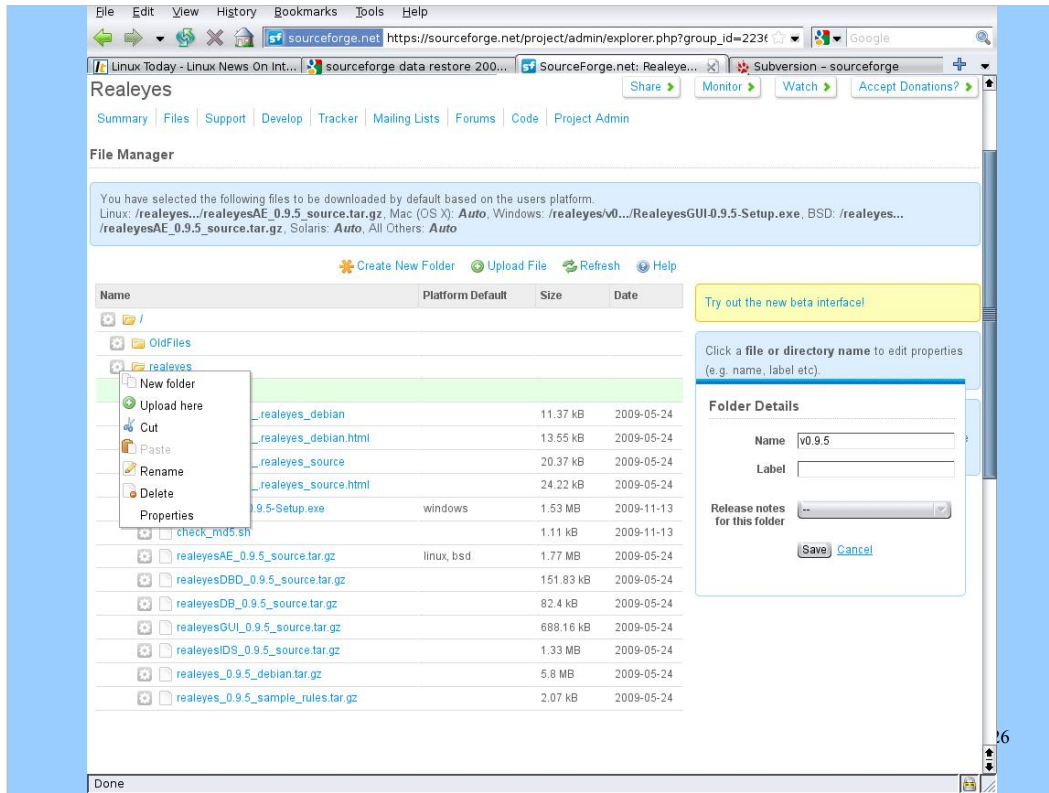 File Edit View History Bookmarks Tools Help
sourceforge.net https://sourceforge.net/project/admin/explorer.php?group_id=223 Google
Linux Today - Linux News On Int... sourceforge data restore 200... SourceForge.net: Realeye... Subversion - sourceforge
Realeyes Share Monitor Watch Accept Donations?
Summary Files Support Develop Tracker Mailing Lists Forums Code Project Admin
File Manager
You have selected the following files to be downloaded by default based on the users platform.
Linux: /realeyes.../realeyesAE_0.9.5_source.tar.gz, Mac (OS X): Auto, Windows: /realeyes/v0.../RealeyesGUI-0.9.5-Setup.exe, BSD: /realeyes...
/realeyesAE_0.9.5_source.tar.gz, Solaris: Auto, All Others: Auto
Create New Folder Upload File Refresh Help
Name Platform Default Size Date
/
OldFiles
realeyes
New folder
Upload here
Cut
Paste
Rename
Delete
Properties
_.realeyes_debian 11.37 kB 2009-05-24
_.realeyes_debian.html 13.55 kB 2009-05-24
_.realeyes_source 20.37 kB 2009-05-24
_.realeyes_source.html 24.22 kB 2009-05-24
.9.5-Setup.exe windows 1.53 MB 2009-11-13
check_md5.sh 1.11 kB 2009-11-13
realeyesAE_0.9.5_source.tar.gz linux, bsd 1.77 MB 2009-05-24
realeyesDBD_0.9.5_source.tar.gz 151.83 kB 2009-05-24
realeyesDB_0.9.5_source.tar.gz 82.4 kB 2009-05-24
realeyesGUI_0.9.5_source.tar.gz 688.16 kB 2009-05-24
realeyesIDS_0.9.5_source.tar.gz 1.33 MB 2009-05-24
realeyes_0.9.5_debian.tar.gz 5.8 MB 2009-05-24
realeyes_0.9.5_sample_rules.tar.gz 2.07 kB 2009-05-24
Try out the new beta interface!
Click a file or directory name to edit properties
(e.g. name, label etc).
Folder Details
Name v0.9.5
Label
Release notes
for this folder --
Save Cancel
26
Done